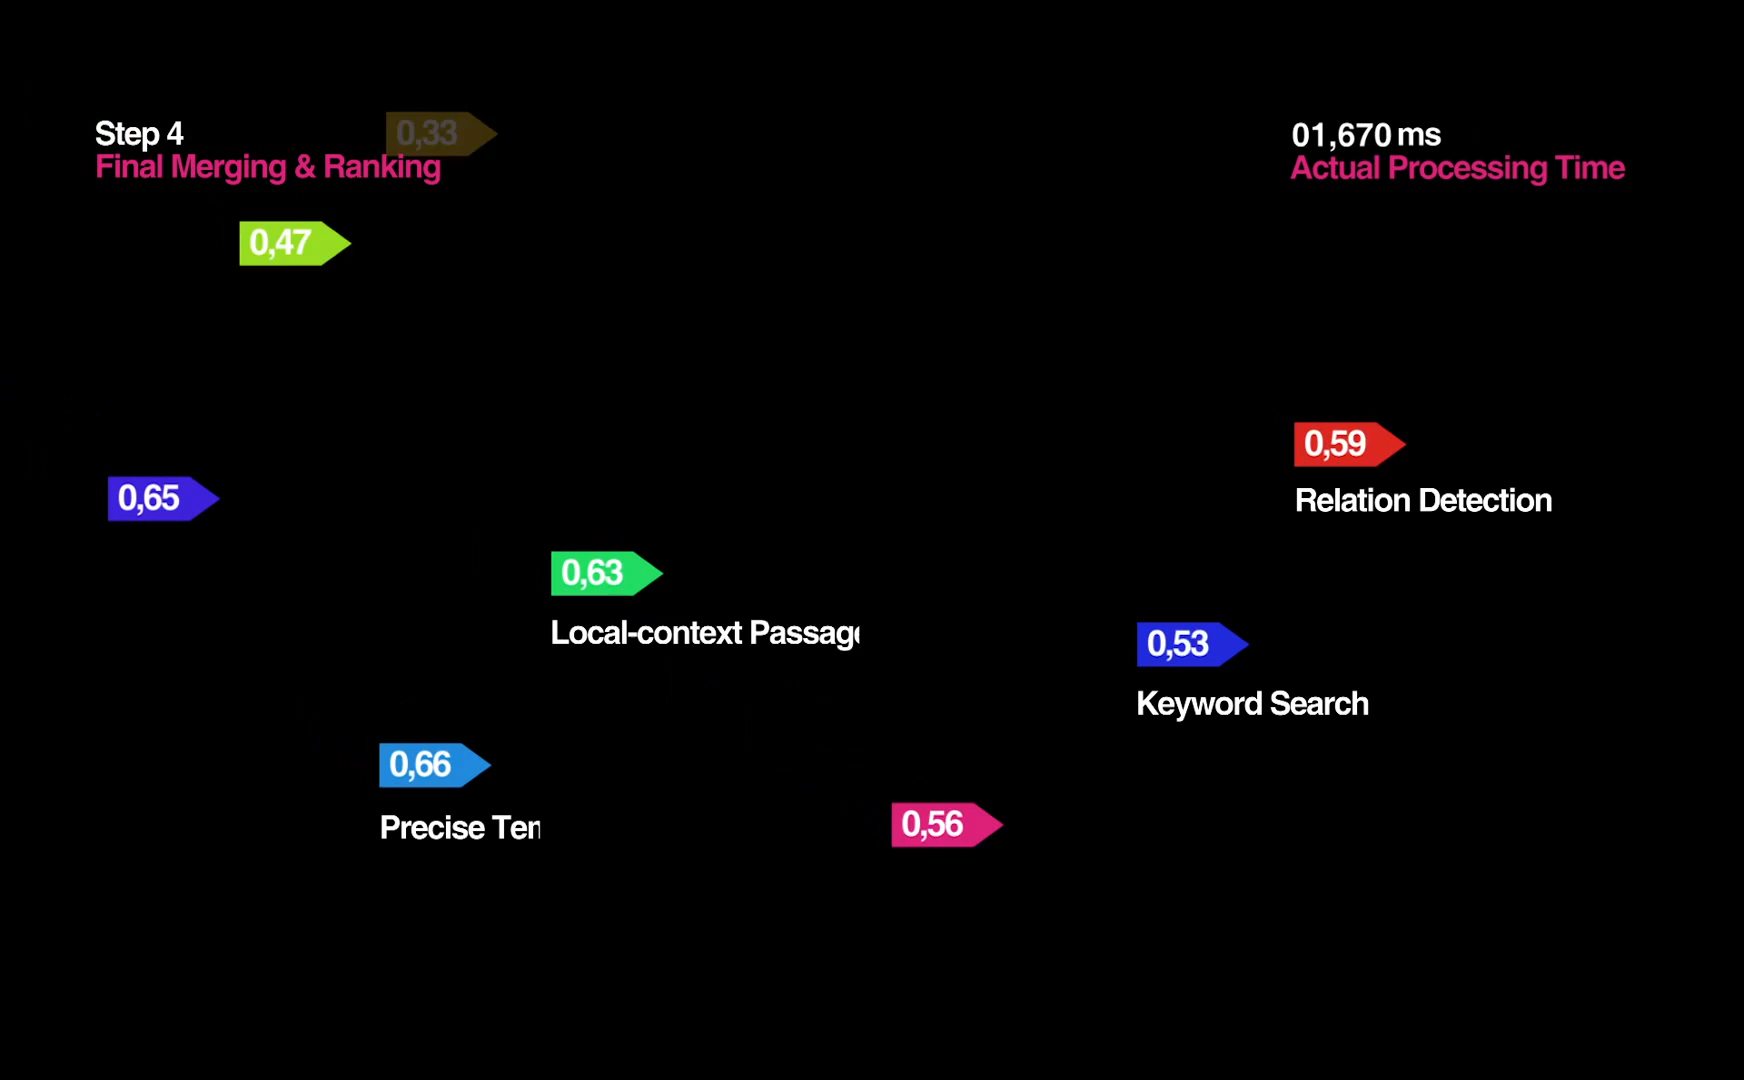 Step 4
0,33
Final Merging & Ranking
01,670 ms
Actual Processing Time
0,47
0,59
Relation Detection
0,65
0,63
Local-context Passag
0,53
Keyword Search
0,66
Precise Ter
0,56